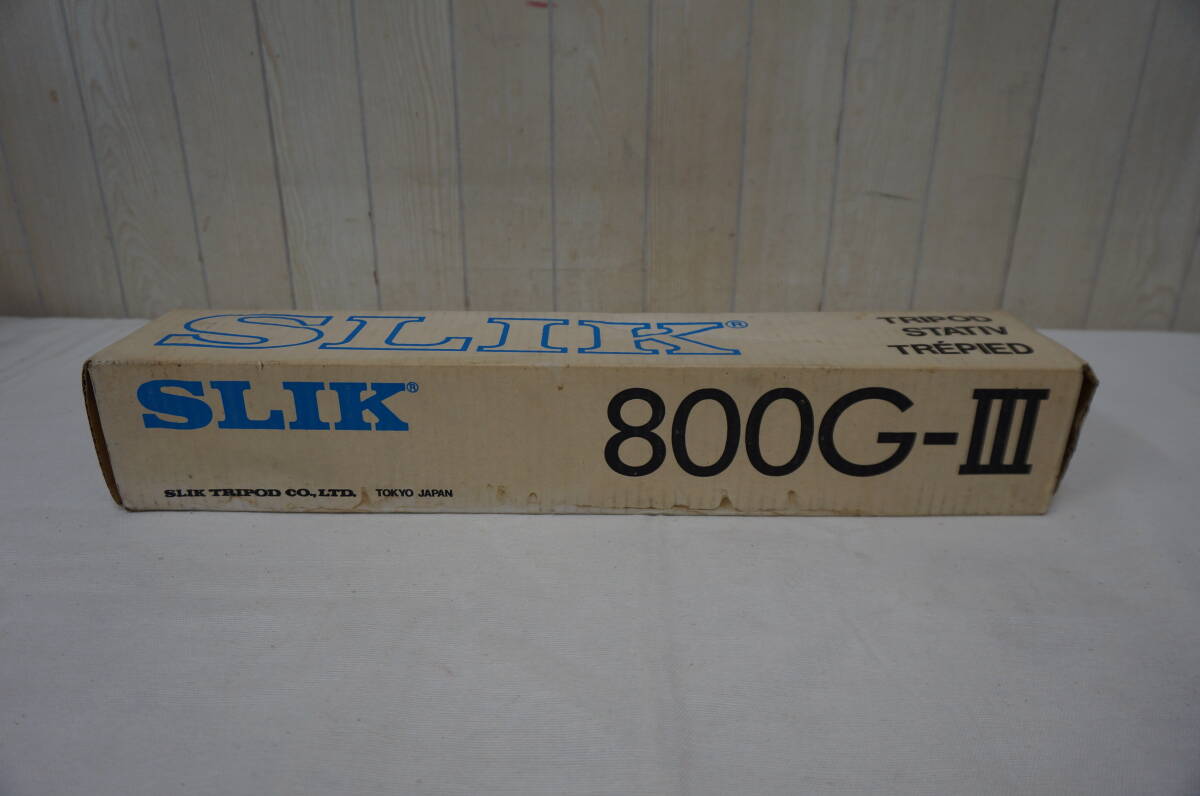 SLIK®
TRIPOD
STATIV
TRÉPIED
SLIK®
800G-III
SLIK TRIPOD CO., LTD. TOKYO JAPAN